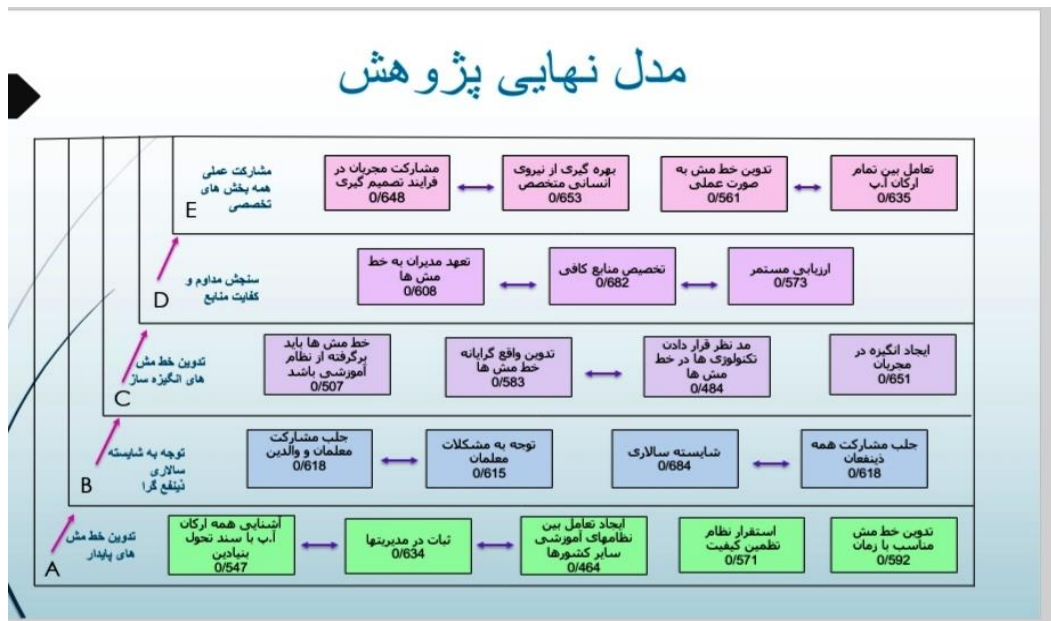 مدل نهایی پژوهش
مشارکت عملی
همه بخش های
تخصصی
E
تعامل بین تمام
ارکان آ.پ
0/635
تدوین خط مش به
صورت عملی
0/561
بهره گیری از نیروی
انسانی متخصص
0/653
مشارکت مجریان در
فرایند تصمیم گیری
0/648
سنجش مداوم و
کفایت منابع
D
ارزیابی مستمر
0/573
تخصیص منابع کافی
0/682
تعهد مدیران به خط
مش ها
0/608
تدوین خط مش
های انگیزه ساز
C
ایجاد انگیزه در
مجریان
0/651
مد نظر قرار دادن
تکنولوژی ها در خط
مش ها
0/484
تدوین واقع گرایانه
خط مش ها
0/583
خط مش ها باید
برگرفته از نظام
آموزشی باشد
0/507
توجه به شایسته
سالاری
ذینفع گرا
B
جلب مشارکت همه
ذینفعان
0/618
شایسته سالاری
0/684
توجه به مشکلات
معلمان
0/615
جلب مشارکت
معلمان و والدین
0/618
تدوین خط مش
های پایدار
A
تدوین خط مش
مناسب با زمان
0/592
استقرار نظام
تظمین کیفیت
0/571
ایجاد تعامل بین
نظامهای آموزشی
سایر کشورها
0/464
ثبات در مدیریتها
0/634
آشنایی همه ارکان
آ.پ با سند تحول
بنیادین
0/547